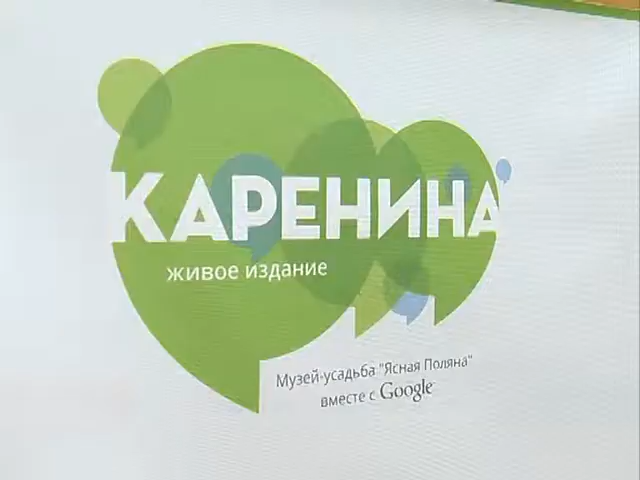 КАРЕНИНА
живое издание
Музей-усадьба "Ясная Поляна"
вместе с Google